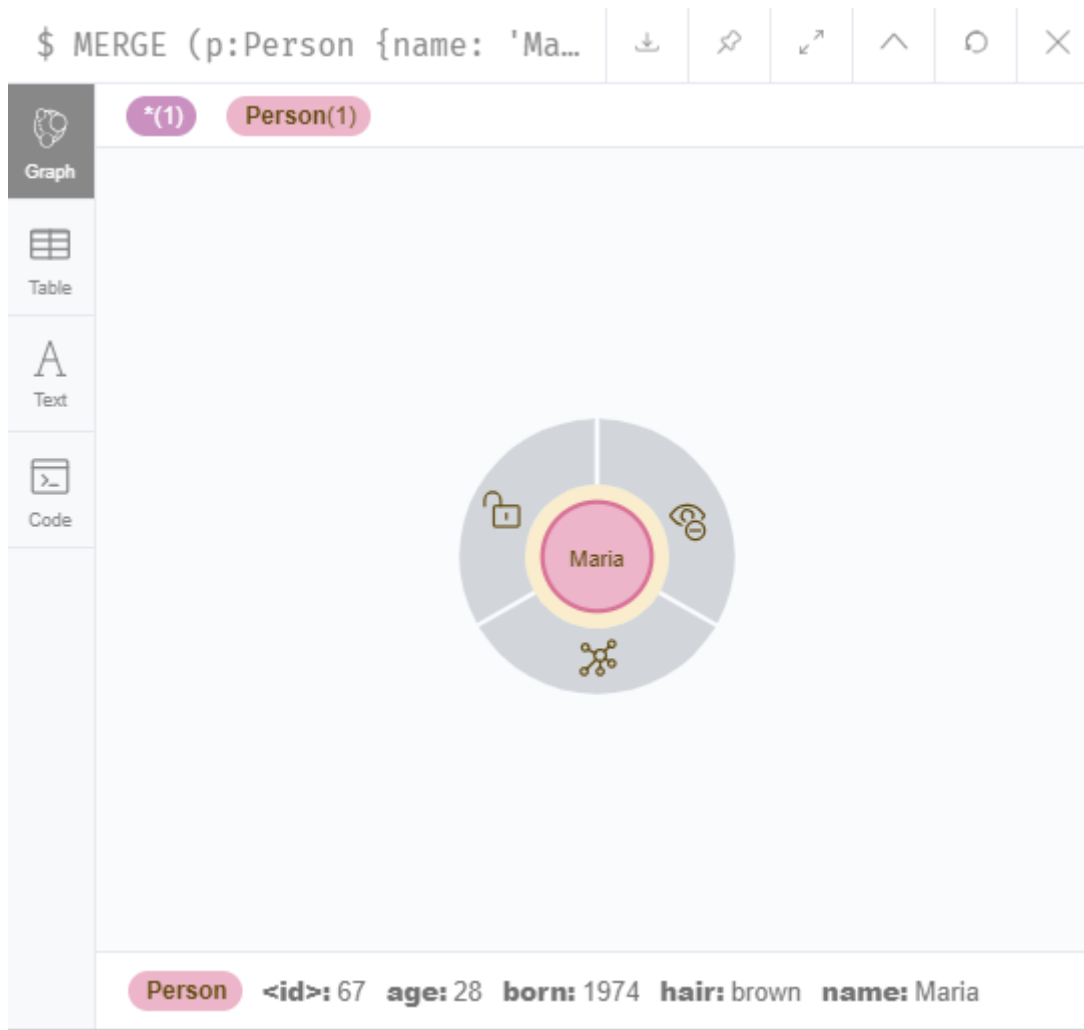 $ MERGE (p:Person {name: 'Ma…
*(1) Person(1)
Graph
Table
A
Text
Code
Maria
Person <id>: 67 age: 28 born: 1974 hair: brown name: Maria